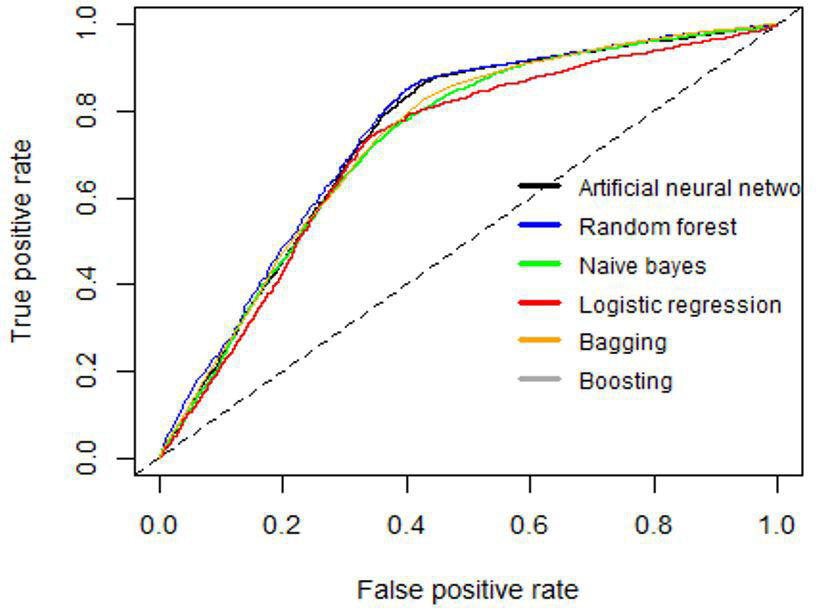 True positive rate
1.0
0.8
0.6
0.4
0.2
0.0
Artificial neural netwo
Random forest
Naive bayes
Logistic regression
Bagging
Boosting
0.0 0.2 0.4 0.6 0.8 1.0
False positive rate